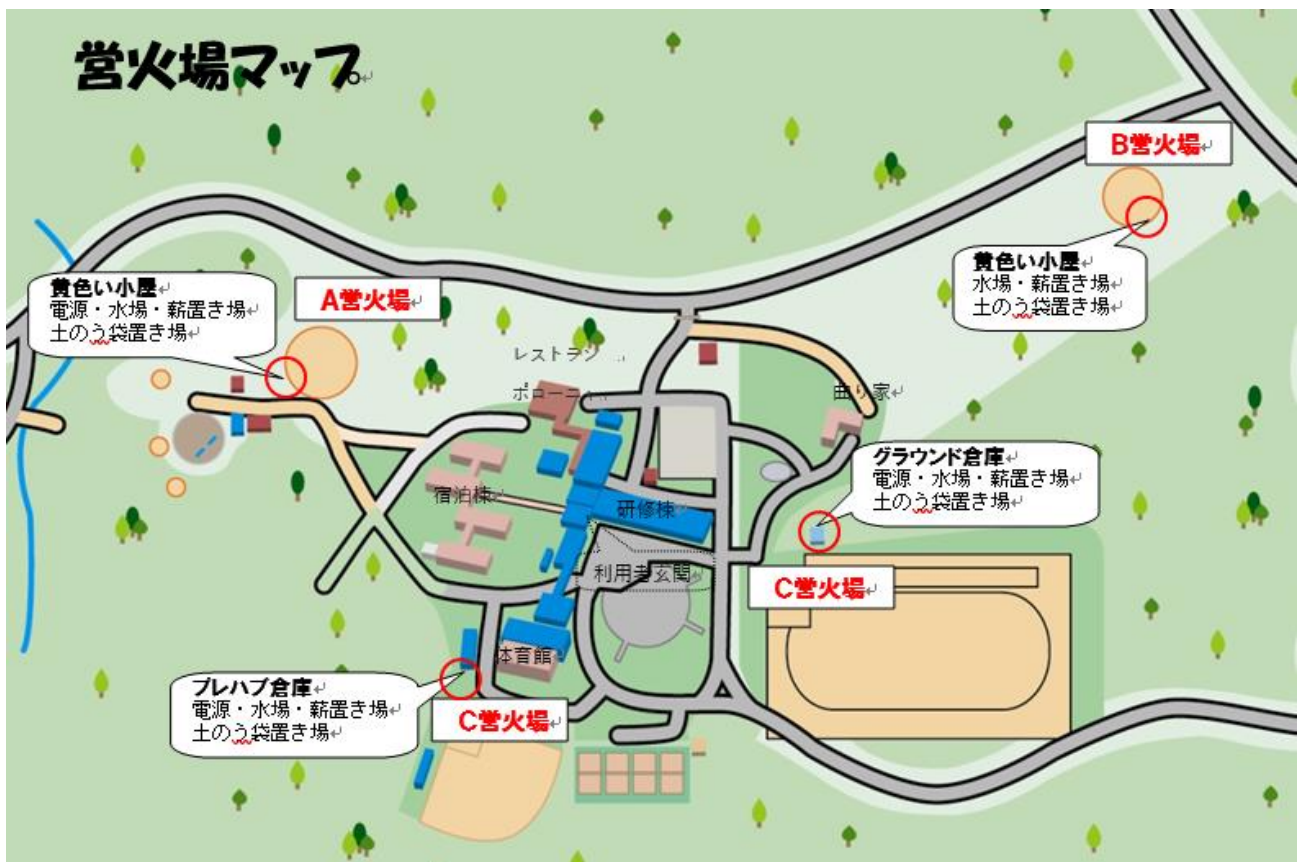 営火場マップ
B営火場
黄色い小屋
水場・薪置き場
土のう袋置き場
黄色い小屋
電源・水場・薪置き場
土のう袋置き場
A営火場
レストラン
ポローニャ
曲り家
グラウンド倉庫
電源・水場・薪置き場
土のう袋置き場
宿泊棟
研修棟
利用者玄関
C営火場
体育館
プレハブ倉庫
電源・水場・薪置き場
土のう袋置き場
C営火場